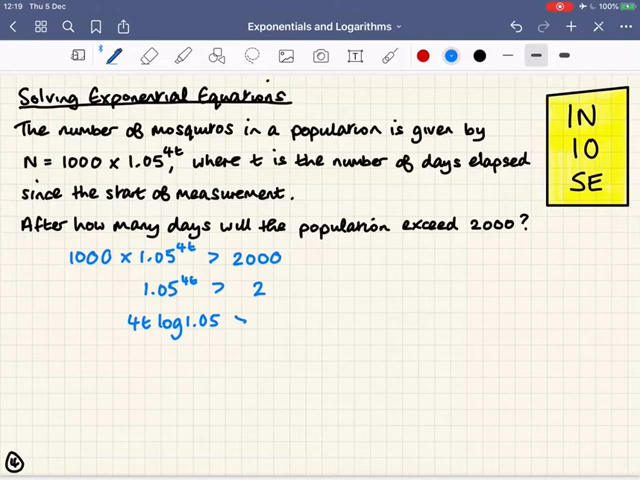 12:19 Thu 5 Dec
100%
Exponentials and Logarithms
Solving Exponential Equations
The number of mosquitos in a population is given by
N = 1000 × 1.05^4t, where t is the number of days elapsed
since the start of measurement.
After how many days will the population exceed 2000?
1000 × 1.05^4t > 2000
1.05^4t > 2
4t log 1.05
IN
10
SE